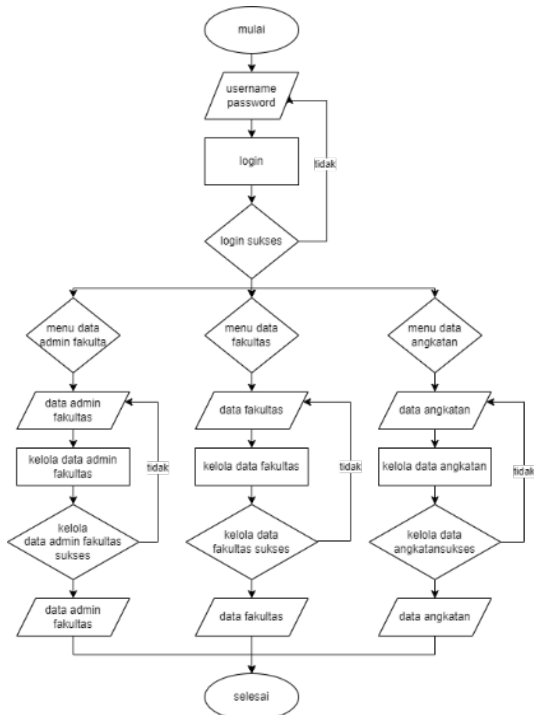 mulai
username
password
login
tidak
login sukses
menu data
admin fakulta
menu data
fakultas
menu data
angkatan
data admin
fakultas
data fakultas
data angkatan
kelola data admin
fakultas
tidak
kelola data fakultas
tidak
kelola data angkatan
tidak
kelola
data admin fakultas
sukses
kelola data
fakultas sukses
kelola data
angkatansukses
data admin
fakultas
data fakultas
data angkatan
selesai